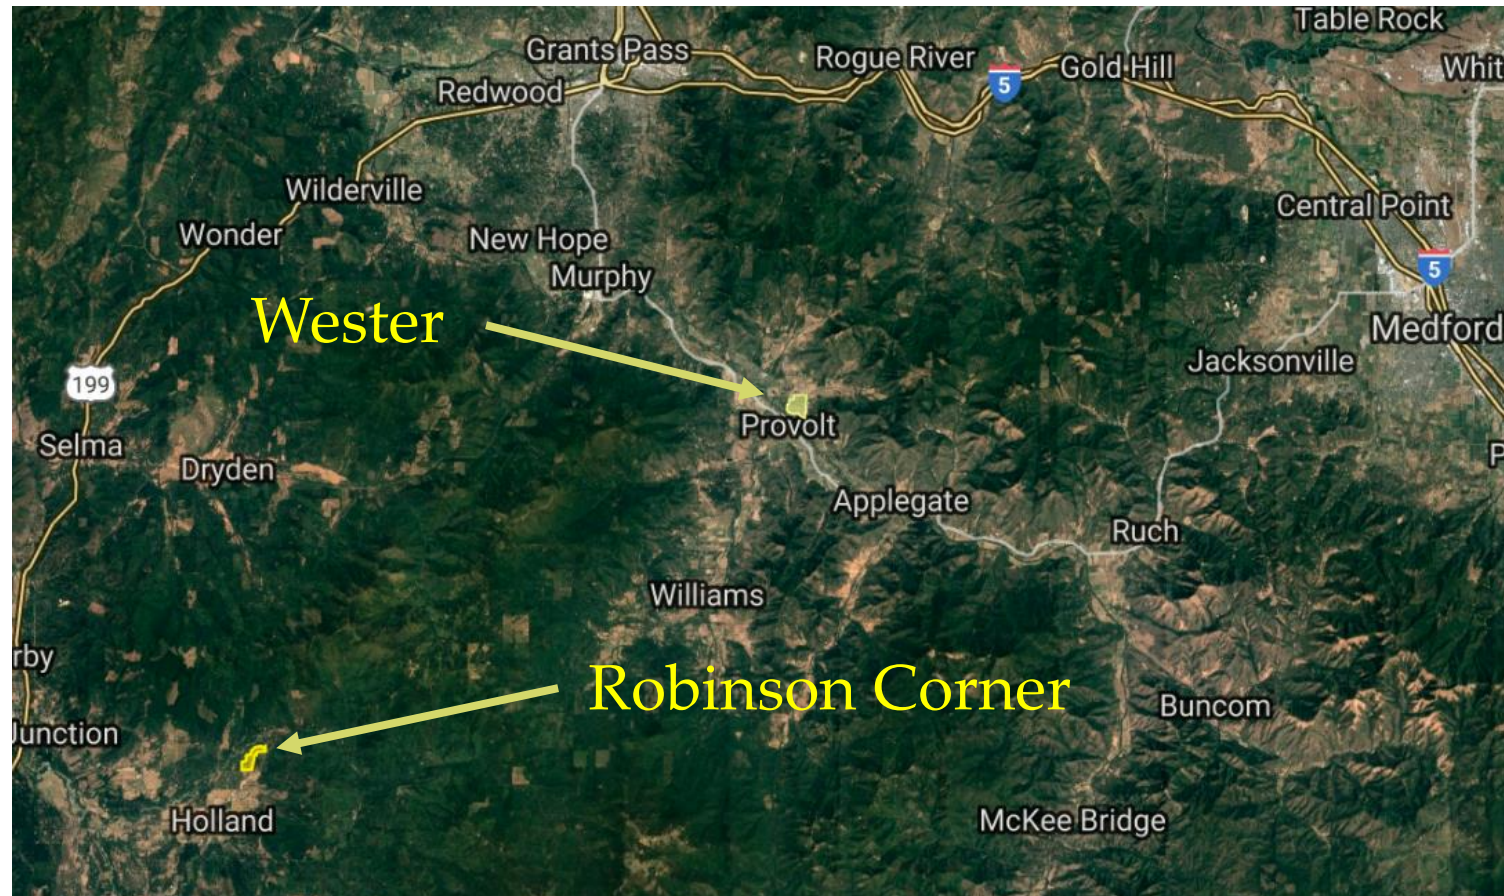 Table Rock
Grants Pass
Rogue River
Gold Hill
Whit
Redwood
5
Wilderville
Central Point
Wonder
New Hope
Murphy
5
Wester
Medford
Jacksonville
199
Provolt
Selma
P
Dryden
Applegate
Ruch
Williams
rby
Robinson Corner
Buncom
Junction
Holland
McKee Bridge